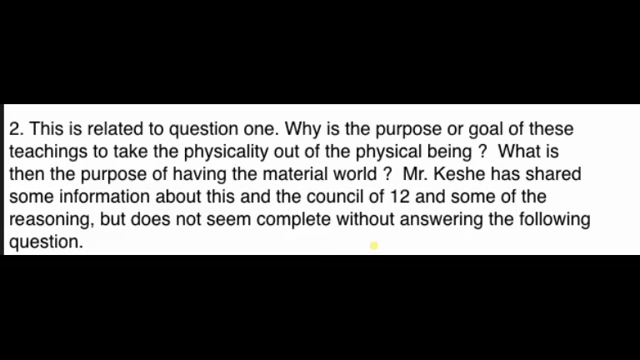 2. This is related to question one. Why is the purpose or goal of these
teachings to take the physicality out of the physical being ?  What is
then the purpose of having the material world ?  Mr. Keshe has shared
some information about this and the council of 12 and some of the
reasoning, but does not seem complete without answering the following
question.